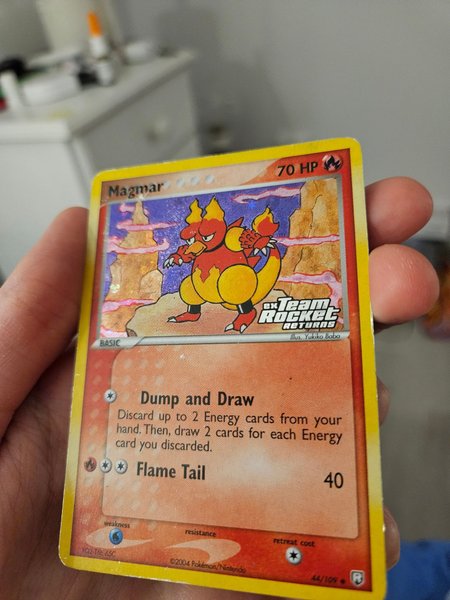 Magmar
70 HP
EX Team
Rocket
RETURNS
Illus. Yukiko Baba
BASIC
Dump and Draw
Discard up to 2 Energy cards from your
hand. Then, draw 2 cards for each Energy
card you discarded.
Flame Tail 40
weakness resistance retreat cost
©2004 Pokémon/Nintendo
44/109